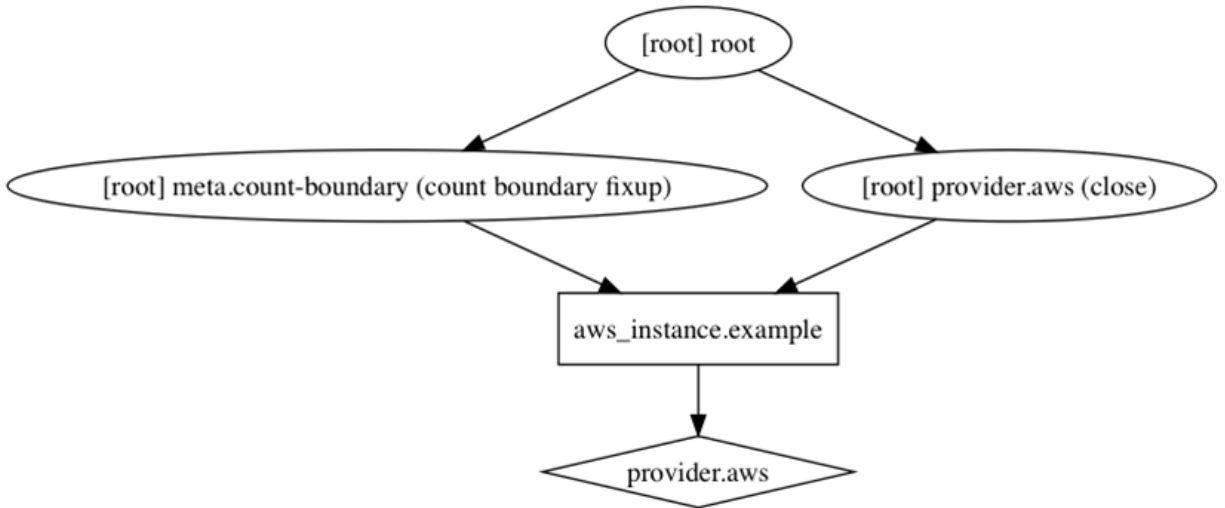 [root] root
[root] meta.count-boundary (count boundary fixup)
[root] provider.aws (close)
aws_instance.example
provider.aws